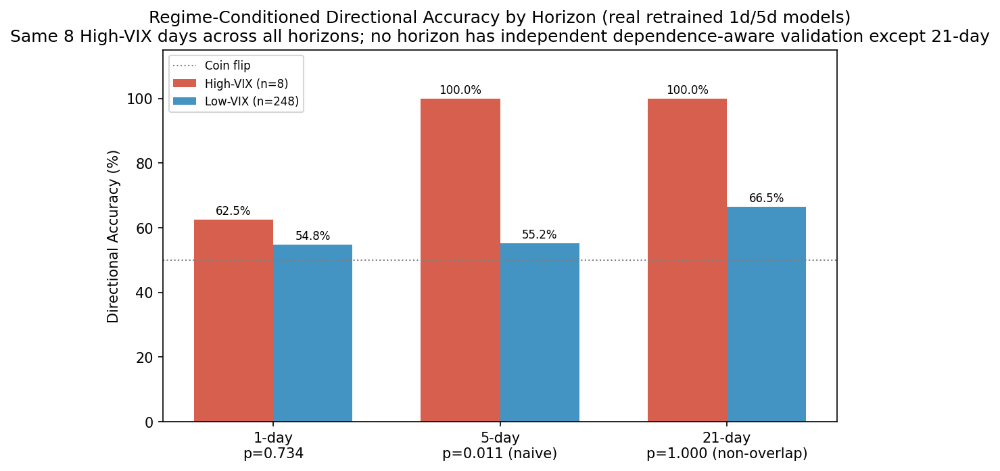 Regime-Conditioned Directional Accuracy by Horizon (real retrained 1d/5d models)
Same 8 High-VIX days across all horizons; no horizon has independent dependence-aware validation except 21-day
Coin flip
High-VIX (n=8)
Low-VIX (n=248)
Directional Accuracy (%)
100
80
60
40
20
0
62.5%
54.8%
100.0%
55.2%
100.0%
66.5%
1-day
p=0.734
5-day
p=0.011 (naive)
21-day
p=1.000 (non-overlap)